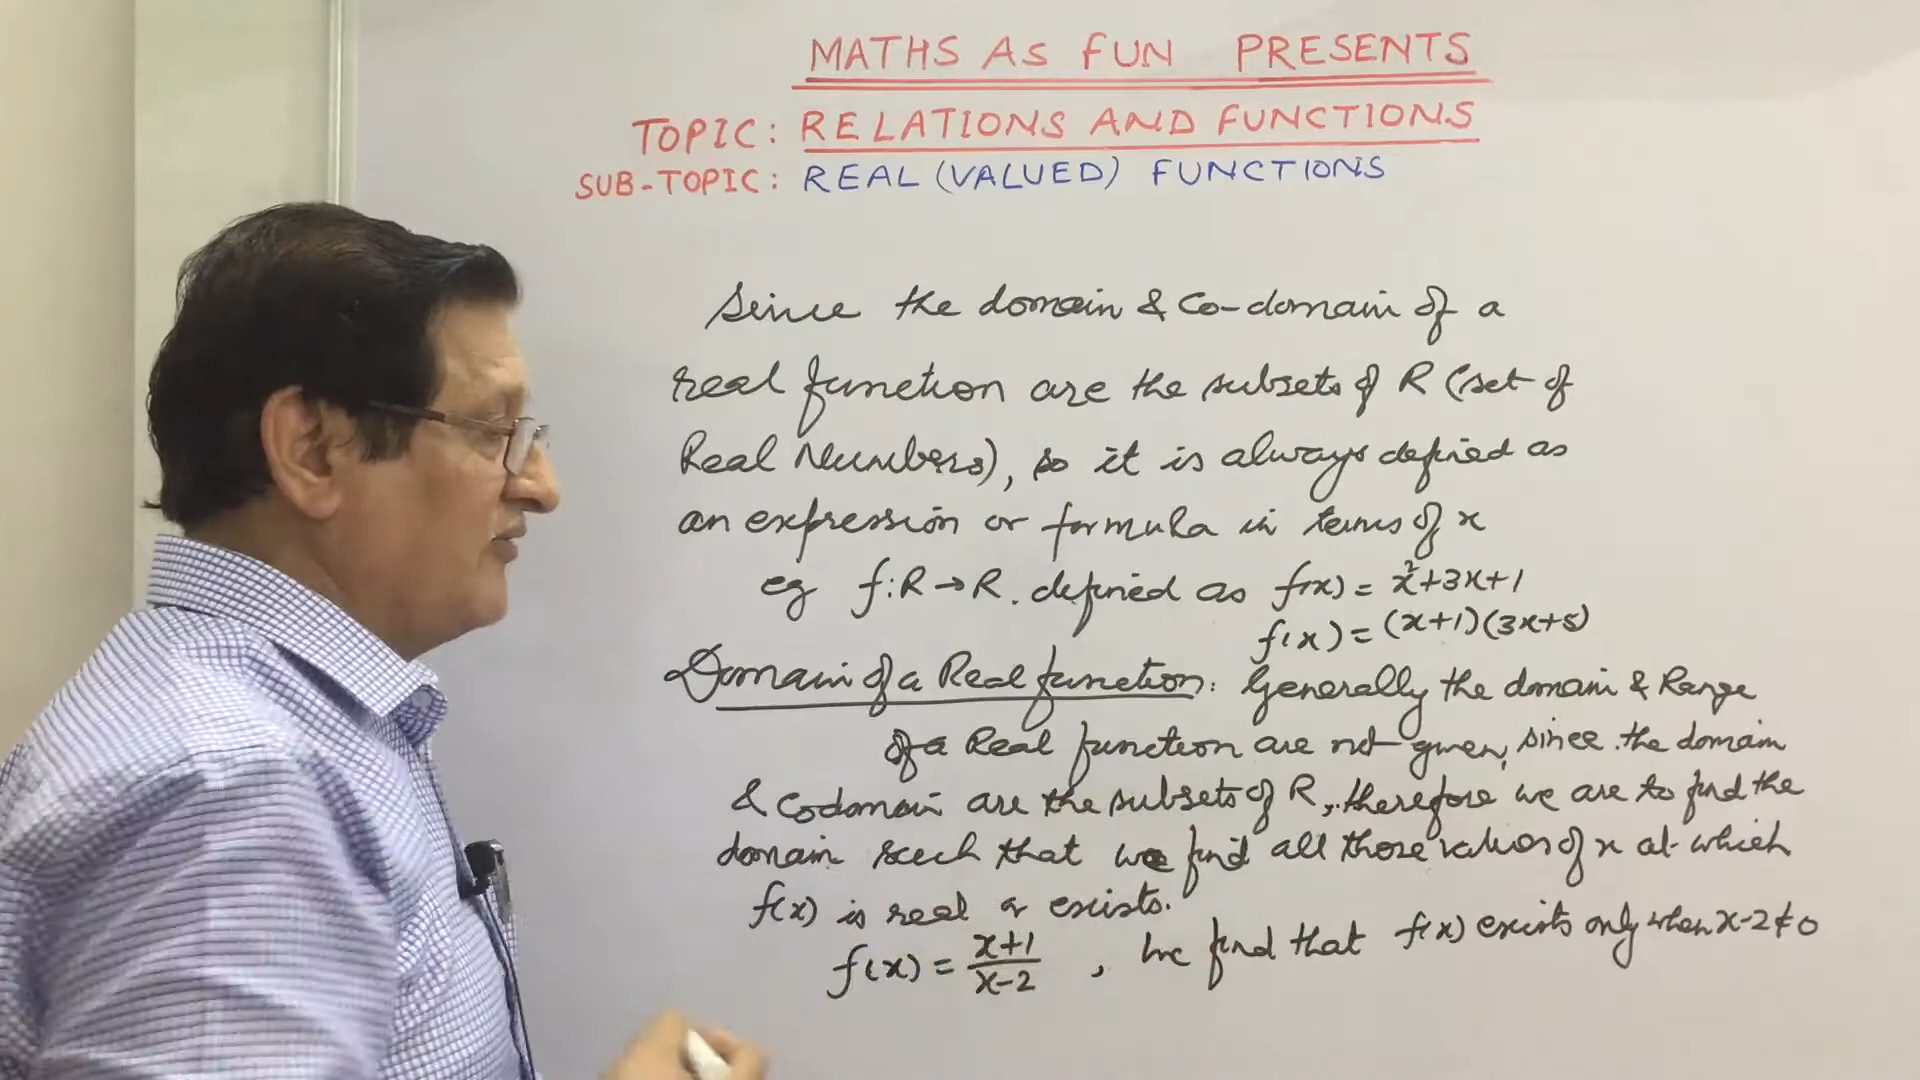 MATHS AS FUN PRESENTS
TOPIC: RELATIONS AND FUNCTIONS
SUB-TOPIC: REAL (VALUED) FUNCTIONS
Since the domain & Co-domain of a
real function are the subsets of R (set of
Real Numbers), so it is always defined as
an expression or formula in terms of x
eg f: R → R. defined as f(x) = x²+3x+1
f(x) = (x+1)(3x+5)
Domain of a Real function: Generally the domain & Range
of a Real function are not given, since the domain
& Codomain are the subsets of R, therefore we are to find the
domain such that we find all those values of x at which
f(x) is real or exists.
f(x) = \frac{x+1}{x-2}, we find that f(x) exists only when x-2≠0